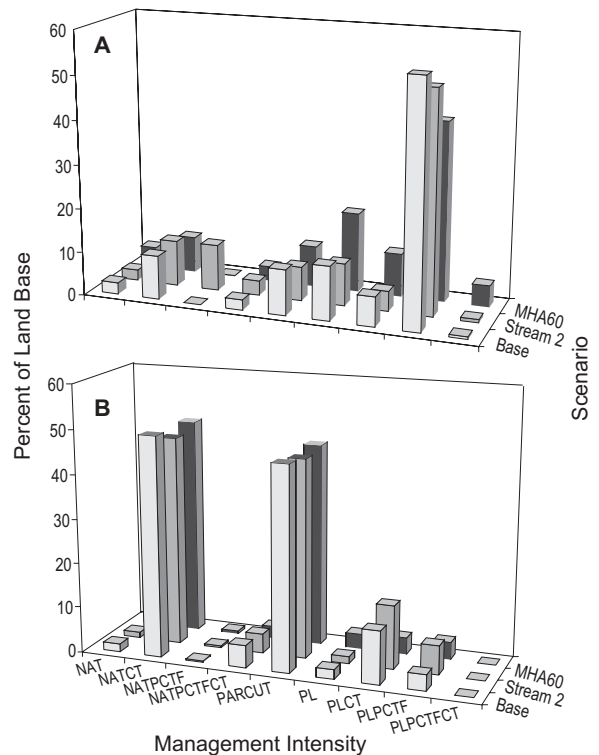 60
50
40
30
20
10
0
A
MHA60
Stream 2
Base
Percent of Land Base
Scenario
60
50
40
30
20
10
0
B
MHA60
Stream 2
Base
NAT
NATCT
NATPCTF
NATPCTFCT
PARCUT
PL
PLCT
PLPCTF
PLPCTFCT
Management Intensity